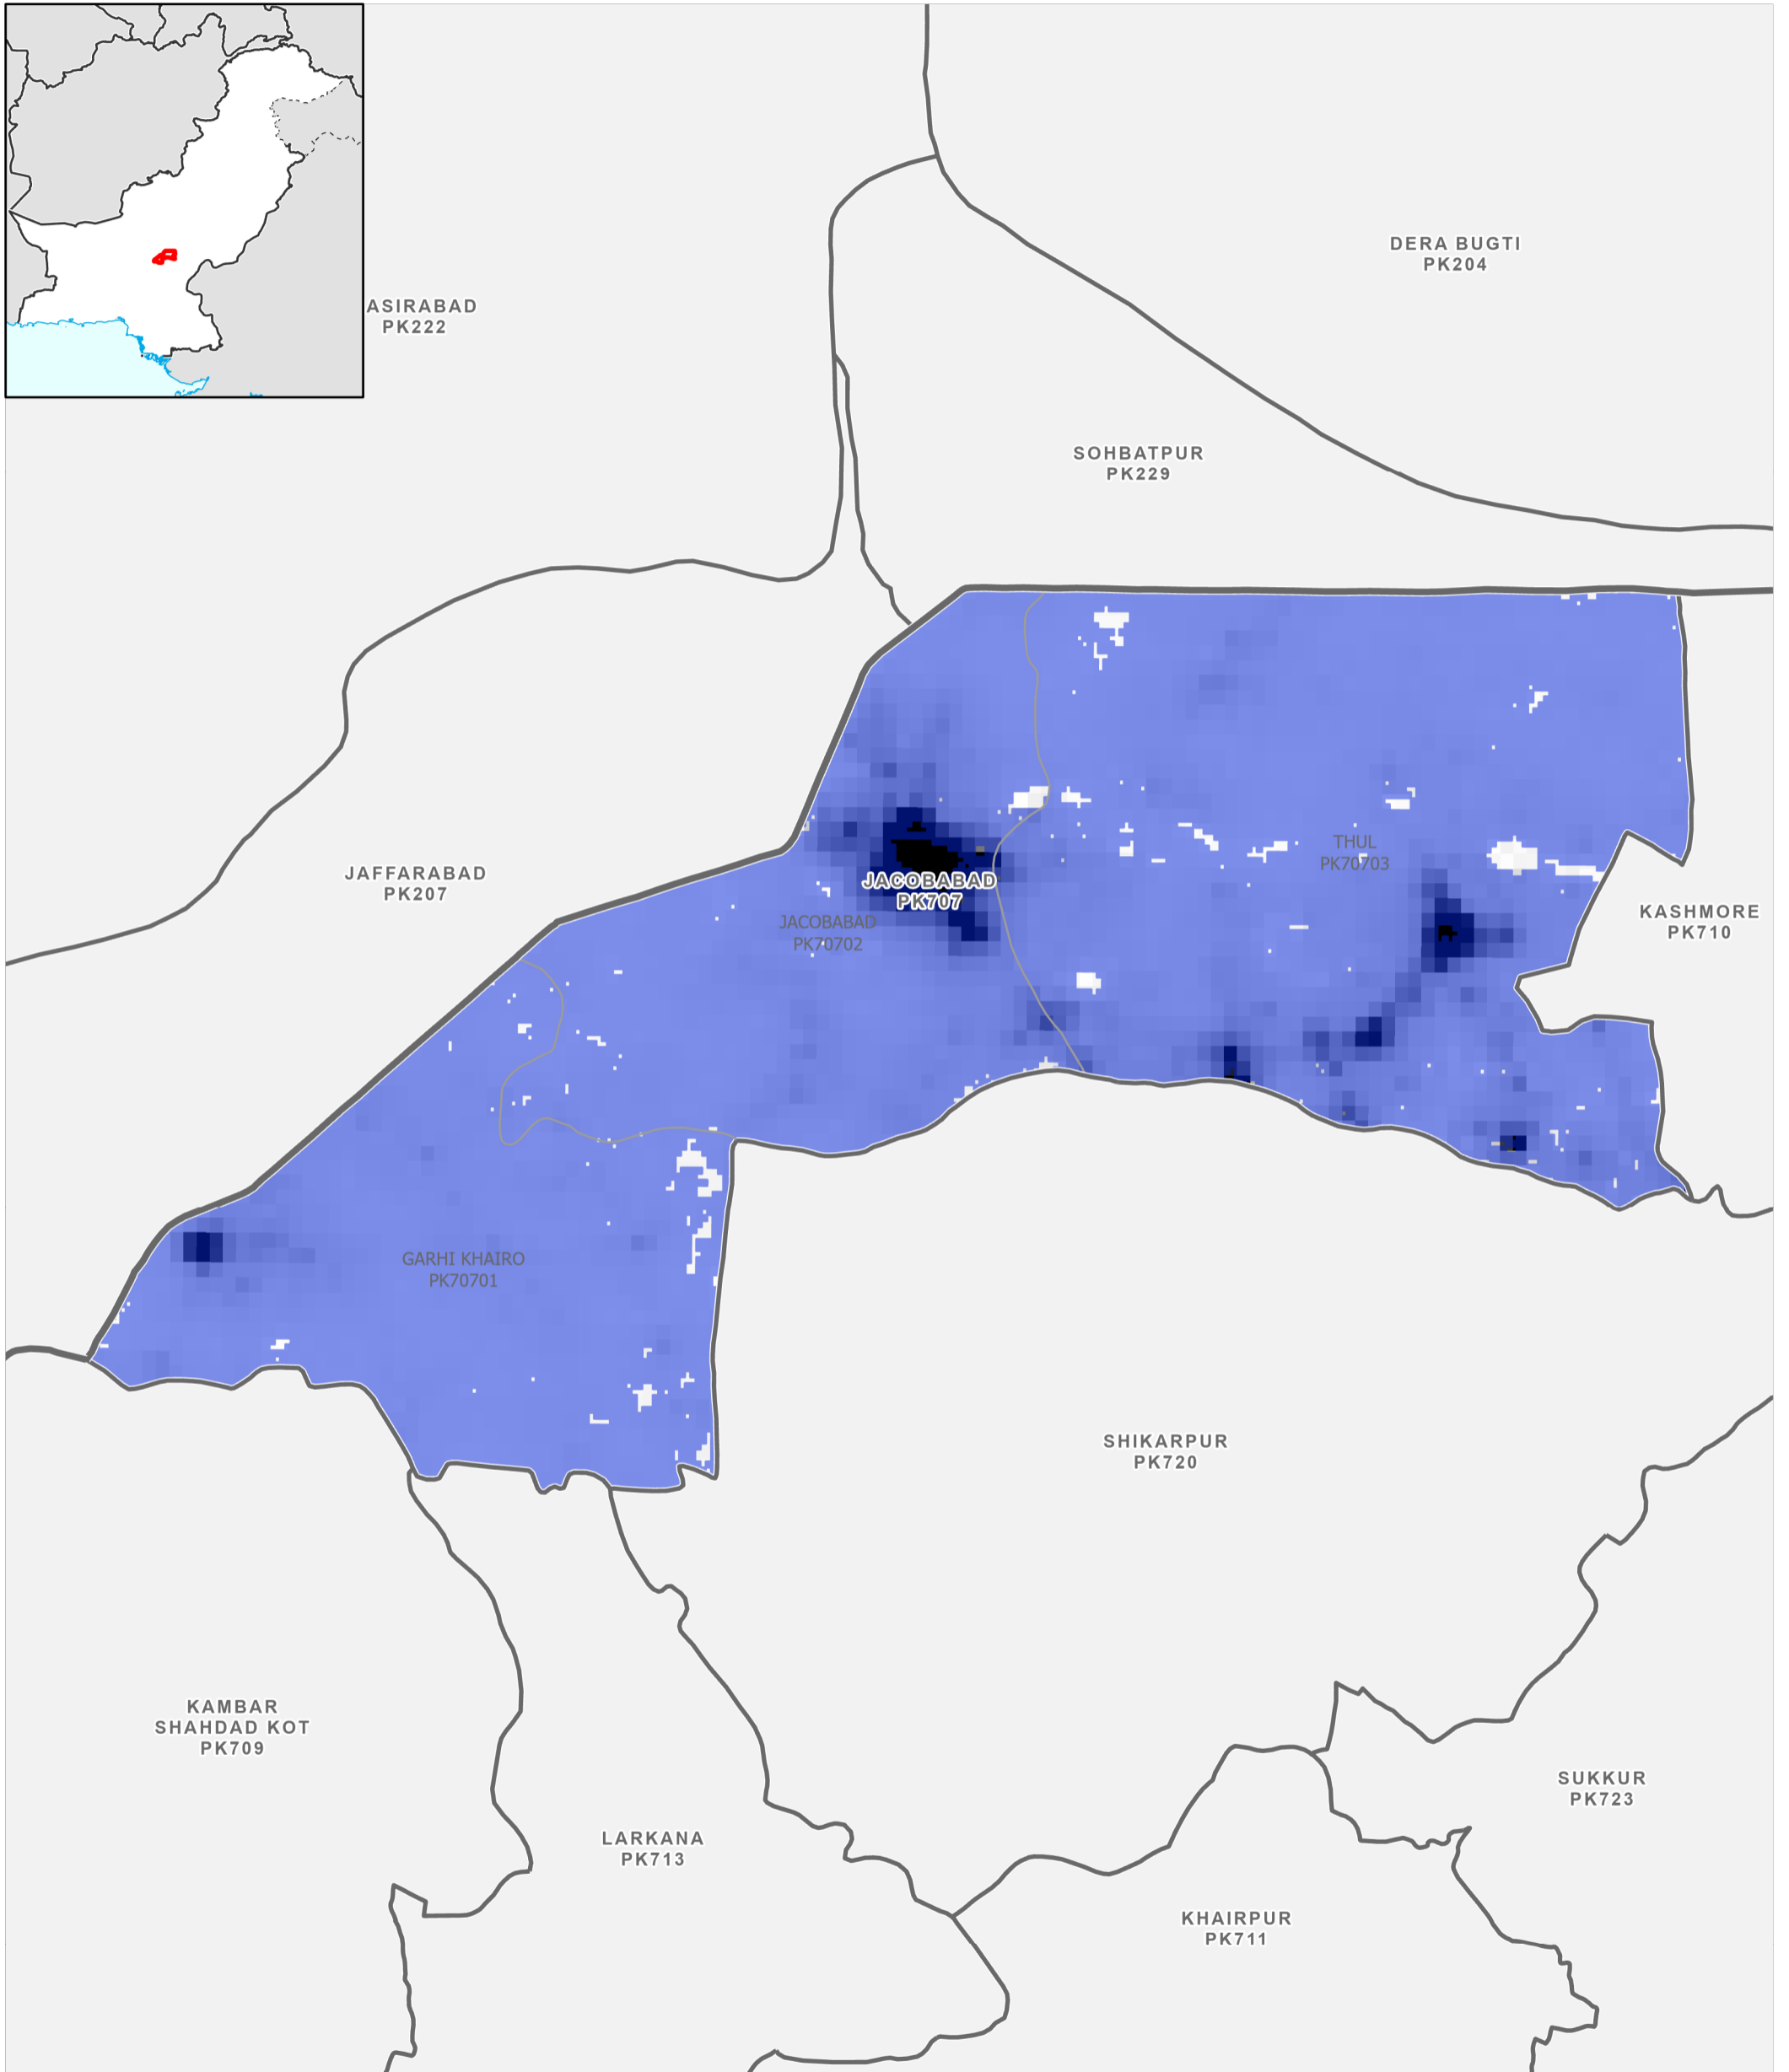 DERA BUGTI
PK204
ASIRABAD
PK222
SOHBATPUR
PK229
THUL
PK70703
JAFFARABAD
PK207
JACOBABAD
PK707
KASHMORE
PK710
JACOBABAD
PK70702
GARHI KHAIRO
PK70701
SHIKARPUR
PK720
KAMBAR
SHAHDAD KOT
PK709
SUKKUR
PK723
LARKANA
PK713
KHAIRPUR
PK711